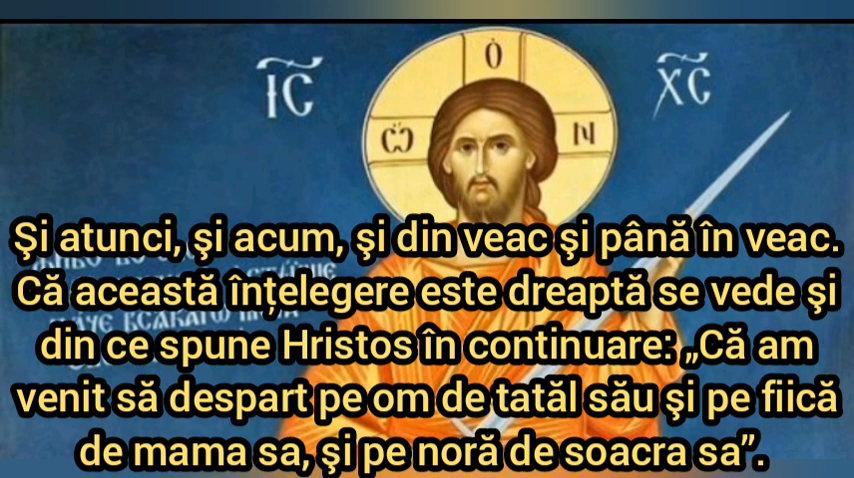 IC XC
Ѽ О N
Şi atunci, şi acum, şi din veac şi până în veac.
Că această înțelegere este dreaptă se vede şi
din ce spune Hristos în continuare: „Că am
venit să despart pe om de tatăl său şi pe fiică
de mama sa, şi pe noră de soacra sa”.